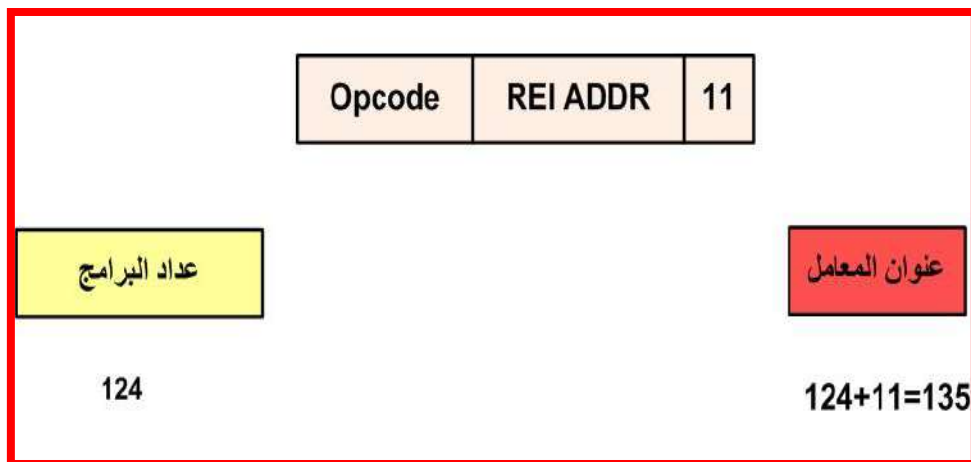 Opcode REI ADDR 11
عداد البرامج
عنوان المعامل
124
124+11=135